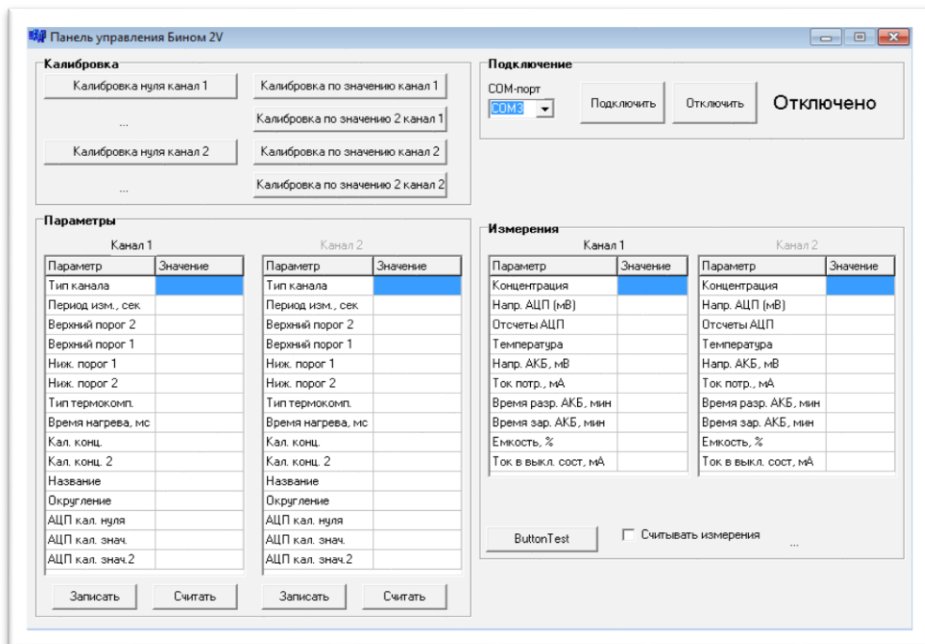 Панель управления Бином 2V
Калибровка
Калибровка нуля канал 1
Калибровка по значению канал 1
...
Калибровка по значению 2 канал 1
Калибровка нуля канал 2
Калибровка по значению канал 2
...
Калибровка по значению 2 канал 2
Подключение
COM-порт
COM3
Подключить
Отключить
Отключено
Параметры
Канал 1
Параметр Значение
Тип канала
Период изм., сек
Верхний порог 2
Верхний порог 1
Ниж. порог 1
Ниж. порог 2
Тип термокомп.
Время нагрева, мс
Кал. конц.
Кал. конц. 2
Название
Округление
АЦП кал. нуля
АЦП кал. знач.
АЦП кал. знач.2
Записать Считать
Канал 2
Параметр Значение
Тип канала
Период изм., сек
Верхний порог 2
Верхний порог 1
Ниж. порог 1
Ниж. порог 2
Тип термокомп.
Время нагрева, мс
Кал. конц.
Кал. конц. 2
Название
Округление
АЦП кал. нуля
АЦП кал. знач.
АЦП кал. знач.2
Записать Считать
Измерения
Канал 1
Параметр Значение
Концентрация
Напр. АЦП (мВ)
Отсчеты АЦП
Температура
Напр. АКБ, мВ
Ток потр., мА
Время разр. АКБ, мин
Время зар. АКБ, мин
Емкость, %
Ток в выкл. сост, мА
Канал 2
Параметр Значение
Концентрация
Напр. АЦП (мВ)
Отсчеты АЦП
Температура
Напр. АКБ, мВ
Ток потр., мА
Время разр. АКБ, мин
Время зар. АКБ, мин
Емкость, %
Ток в выкл. сост, мА
ButtonTest
Считывать измерения
...